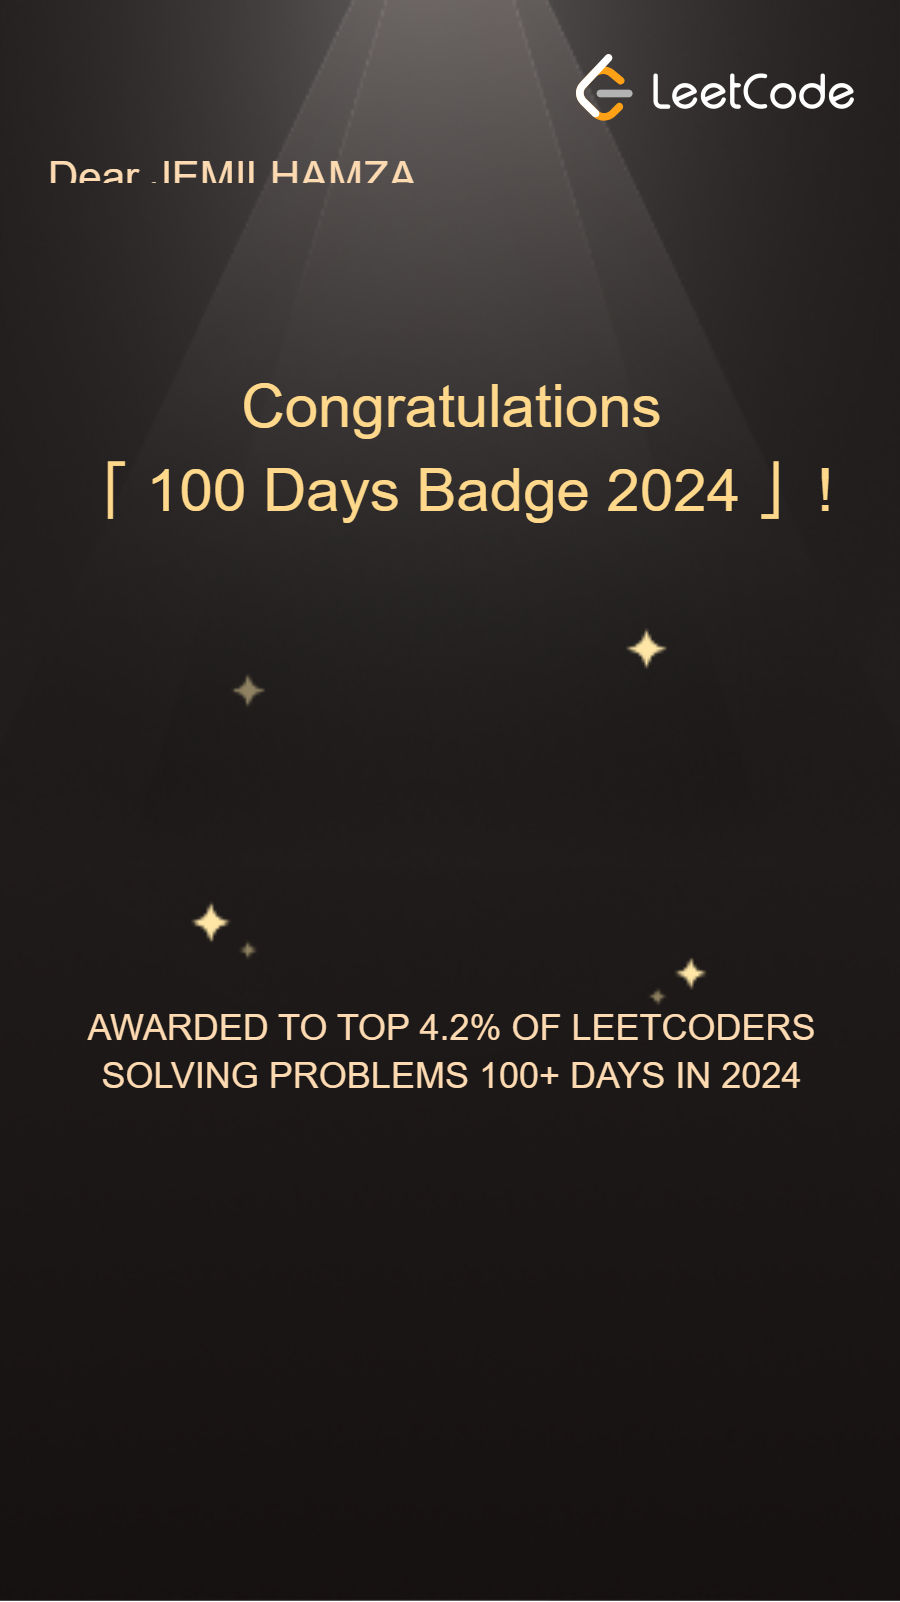 LeetCode
Dear JEMIL HAMZA
Congratulations
⌈ 100 Days Badge 2024 ⌋ !
AWARDED TO TOP 4.2% OF LEETCODERS
SOLVING PROBLEMS 100+ DAYS IN 2024